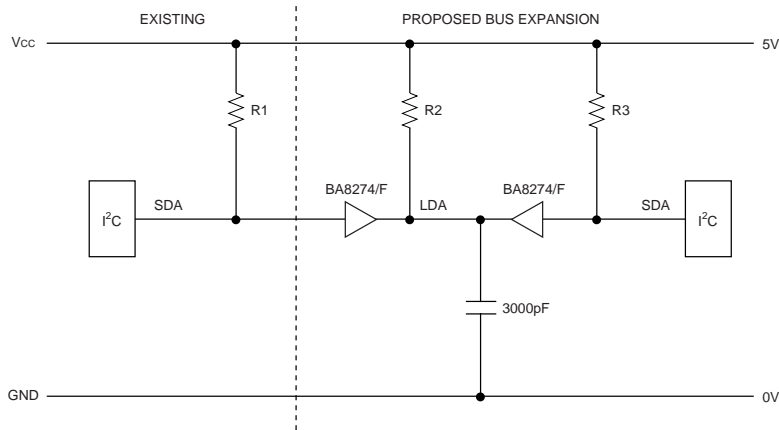 EXISTING
PROPOSED BUS EXPANSION
VCC
5V
R1
R2
R3
BA8274/F
BA8274/F
I²C
SDA
LDA
SDA
I²C
3000pF
GND
0V